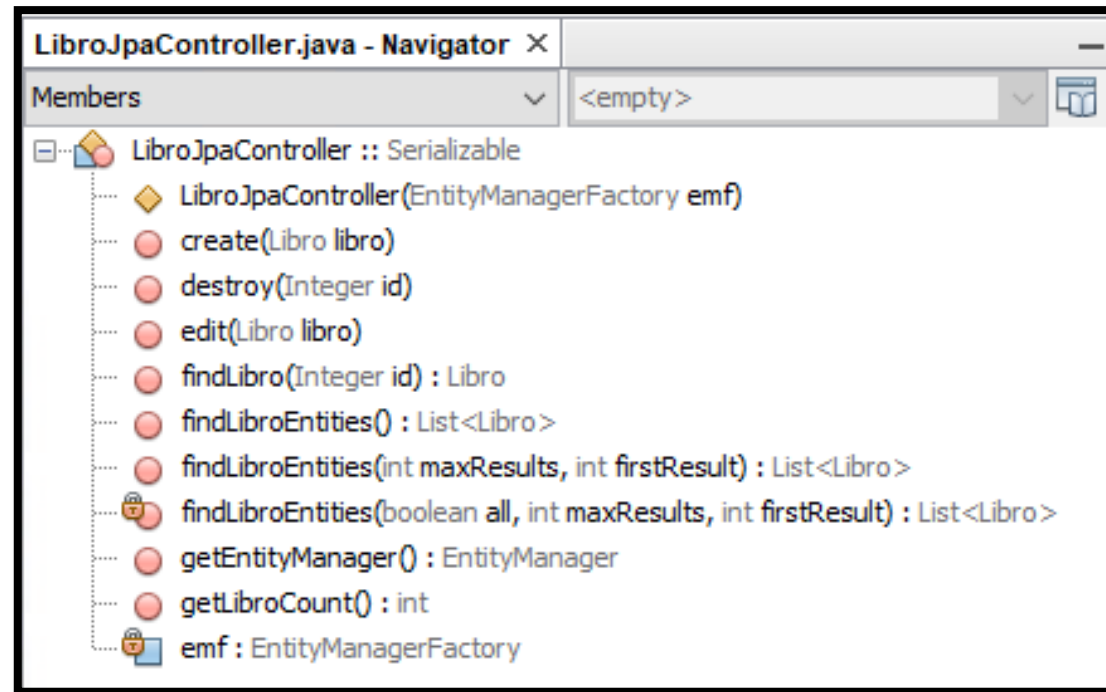 LibroJpaController.java - Navigator ×
Members <empty>
LibroJpaController :: Serializable
LibroJpaController(EntityManagerFactory emf)
create(Libro libro)
destroy(Integer id)
edit(Libro libro)
findLibro(Integer id) : Libro
findLibroEntities() : List<Libro>
findLibroEntities(int maxResults, int firstResult) : List<Libro>
findLibroEntities(boolean all, int maxResults, int firstResult) : List<Libro>
getEntityManager() : EntityManager
getLibroCount() : int
emf : EntityManagerFactory